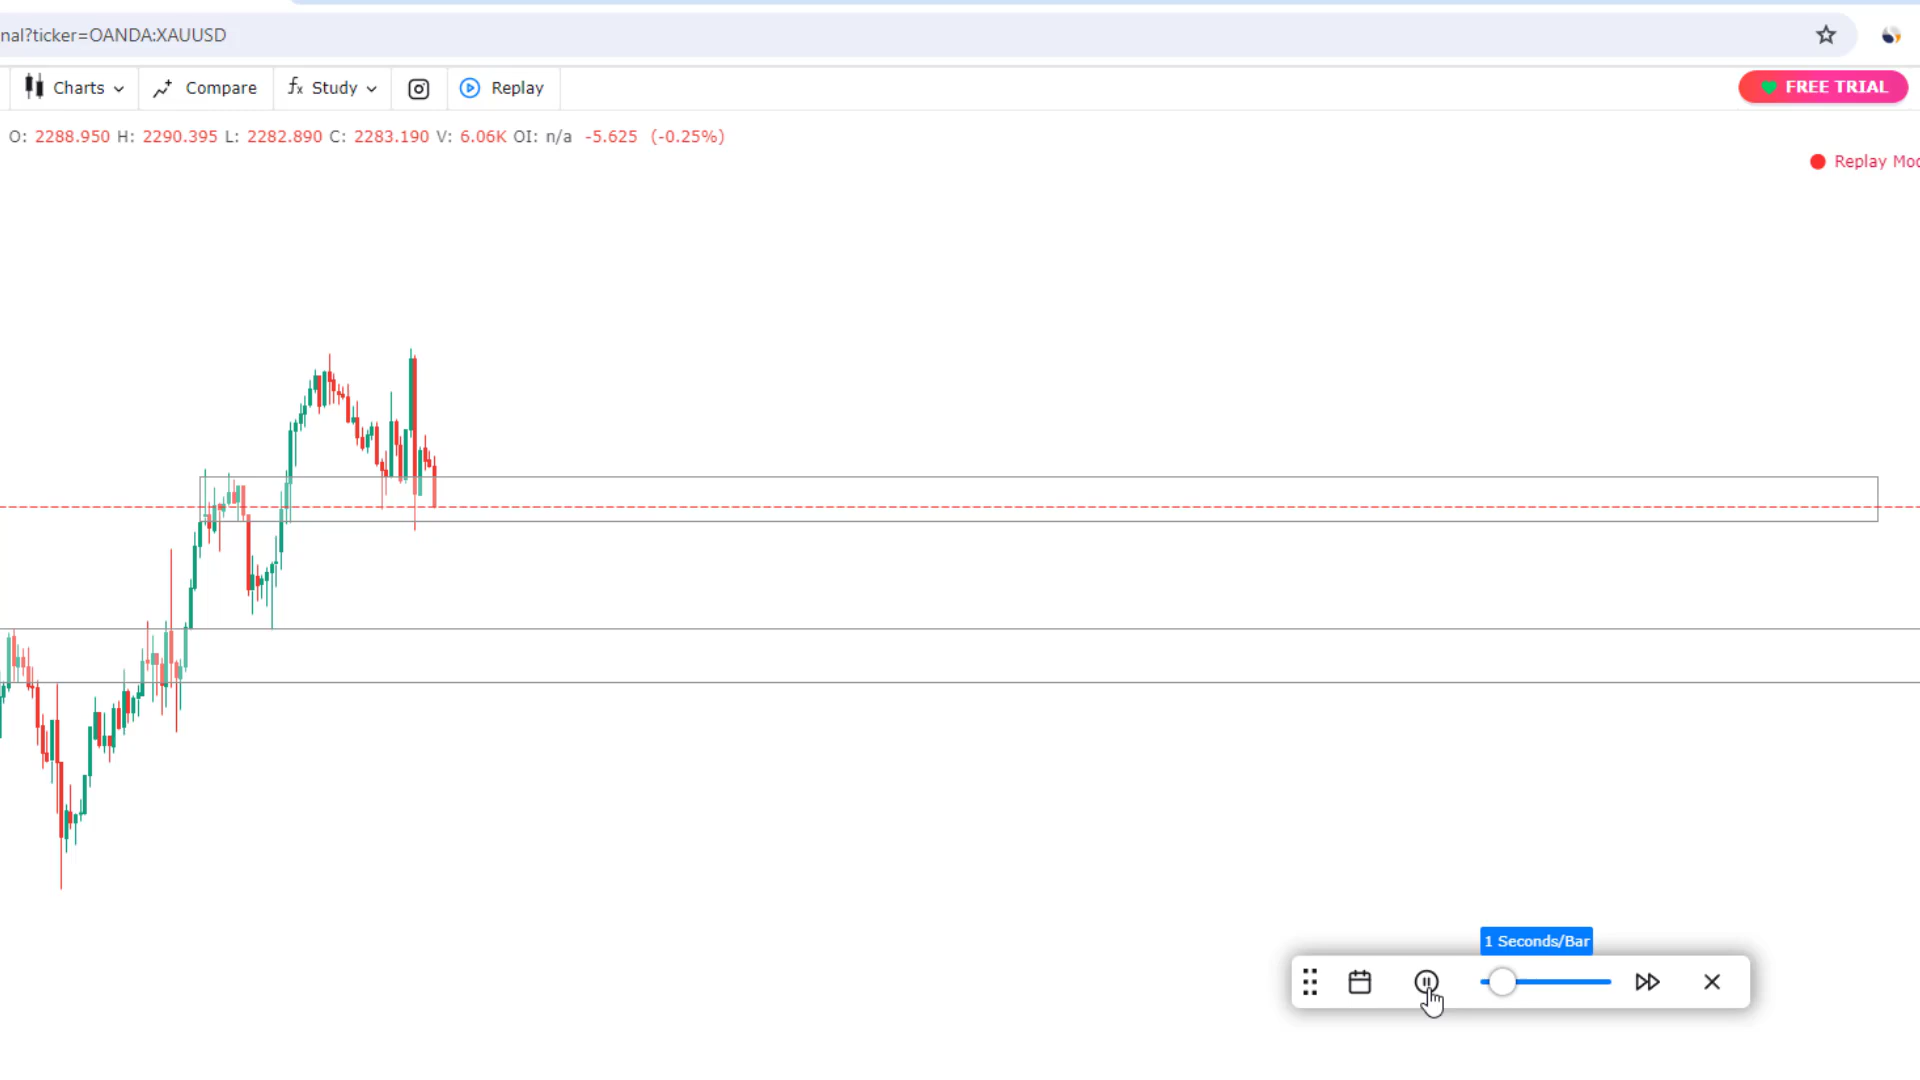 nal?ticker=OANDA:XAUUSD
Charts Compare Study Replay FREE TRIAL
O: 2288.950 H: 2290.395 L: 2282.890 C: 2283.190 V: 6.06K OI: n/a -5.625 (-0.25%)
Replay Mod
1 Seconds/Bar